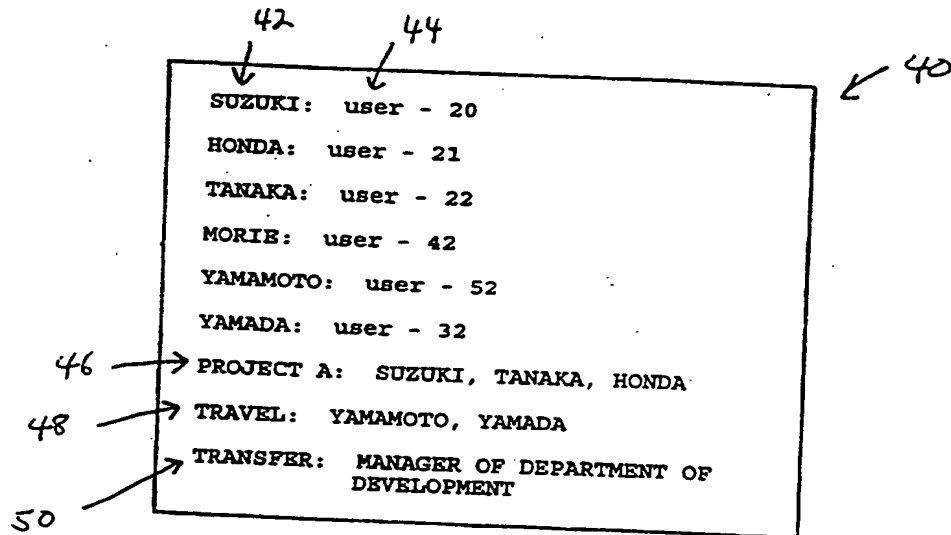 42 44
40
SUZUKI: user - 20
HONDA: user - 21
TANAKA: user - 22
MORIE: user - 42
YAMAMOTO: user - 52
YAMADA: user - 32
46 PROJECT A: SUZUKI, TANAKA, HONDA
48 TRAVEL: YAMAMOTO, YAMADA
50 TRANSFER: MANAGER OF DEPARTMENT OF
DEVELOPMENT